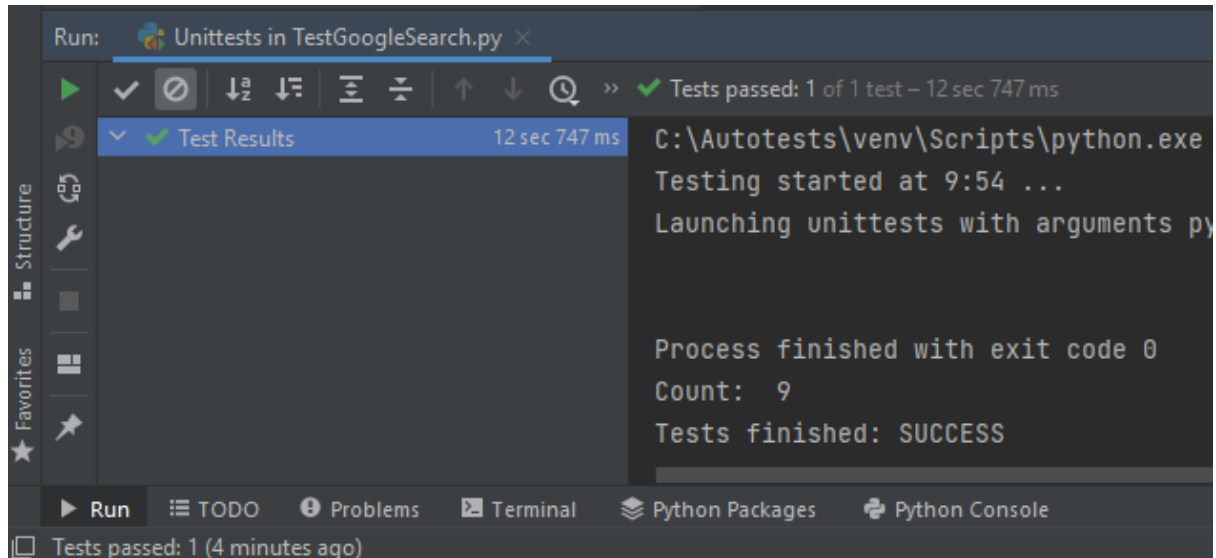 Run: Unittests in TestGoogleSearch.py
Tests passed: 1 of 1 test – 12 sec 747 ms
Test Results 12 sec 747 ms
C:\Autotests\venv\Scripts\python.exe
Testing started at 9:54 ...
Launching unittests with arguments py
Process finished with exit code 0
Count:  9
Tests finished: SUCCESS
Structure
Favorites
Run TODO Problems Terminal Python Packages Python Console
Tests passed: 1 (4 minutes ago)